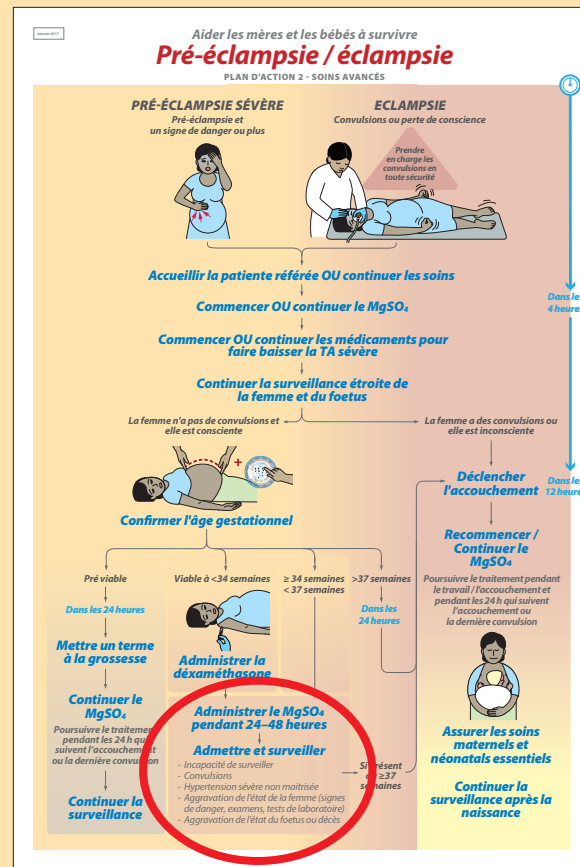 Janvier 2017
Aider les mères et les bébés à survivre
Pré-éclampsie / éclampsie
PLAN D'ACTION 2 - SOINS AVANCÉS
PRÉ-ÉCLAMPSIE SÉVÈRE
Pré-éclampsie et
un signe de danger ou plus
ECLAMPSIE
Convulsions ou perte de conscience
Prendre
en charge les
convulsions en
toute sécurité
Accueillir la patiente référée OU continuer les soins
Commencer OU continuer le MgSO₄
Dans les
4 heures
Commencer OU continuer les médicaments pour
faire baisser la TA sévère
Continuer la surveillance étroite de
la femme et du foetus
La femme n'a pas de convulsions et
elle est consciente
La femme a des convulsions ou
elle est inconsciente
+
Déclencher
l'accouchement
Dans les
12 heures
Confirmer l'âge gestationnel
Recommencer /
Continuer le
MgSO₄
Poursuivre le traitement pendant
le travail / l'accouchement et
pendant les 24 h qui suivent
l'accouchement ou
la dernière convulsion
Pré viable
Dans les 24 heures
Mettre un terme
à la grossesse
Continuer le
MgSO₄
Poursuivre le traitement
pendant les 24 h qui
suivent l'accouchement
ou la dernière convulsion
Continuer la
surveillance
Viable à <34 semaines
Administrer la
déxaméthasone
≥ 34 semaines
< 37 semaines
>37 semaines
Dans les
24 heures
Administrer le MgSO₄
pendant 24–48 heures
Admettre et surveiller
- Incapacité de surveiller
- Convulsions
- Hypertension sévère non maitrisée
- Aggravation de l'état de la femme (signes
de danger, examens, tests de laboratoire)
- Aggravation de l'état du foetus ou décès
Si présent
ou ≥37
semaines
Assurer les soins
maternels et
néonatals essentiels
Continuer la
surveillance après la
naissance